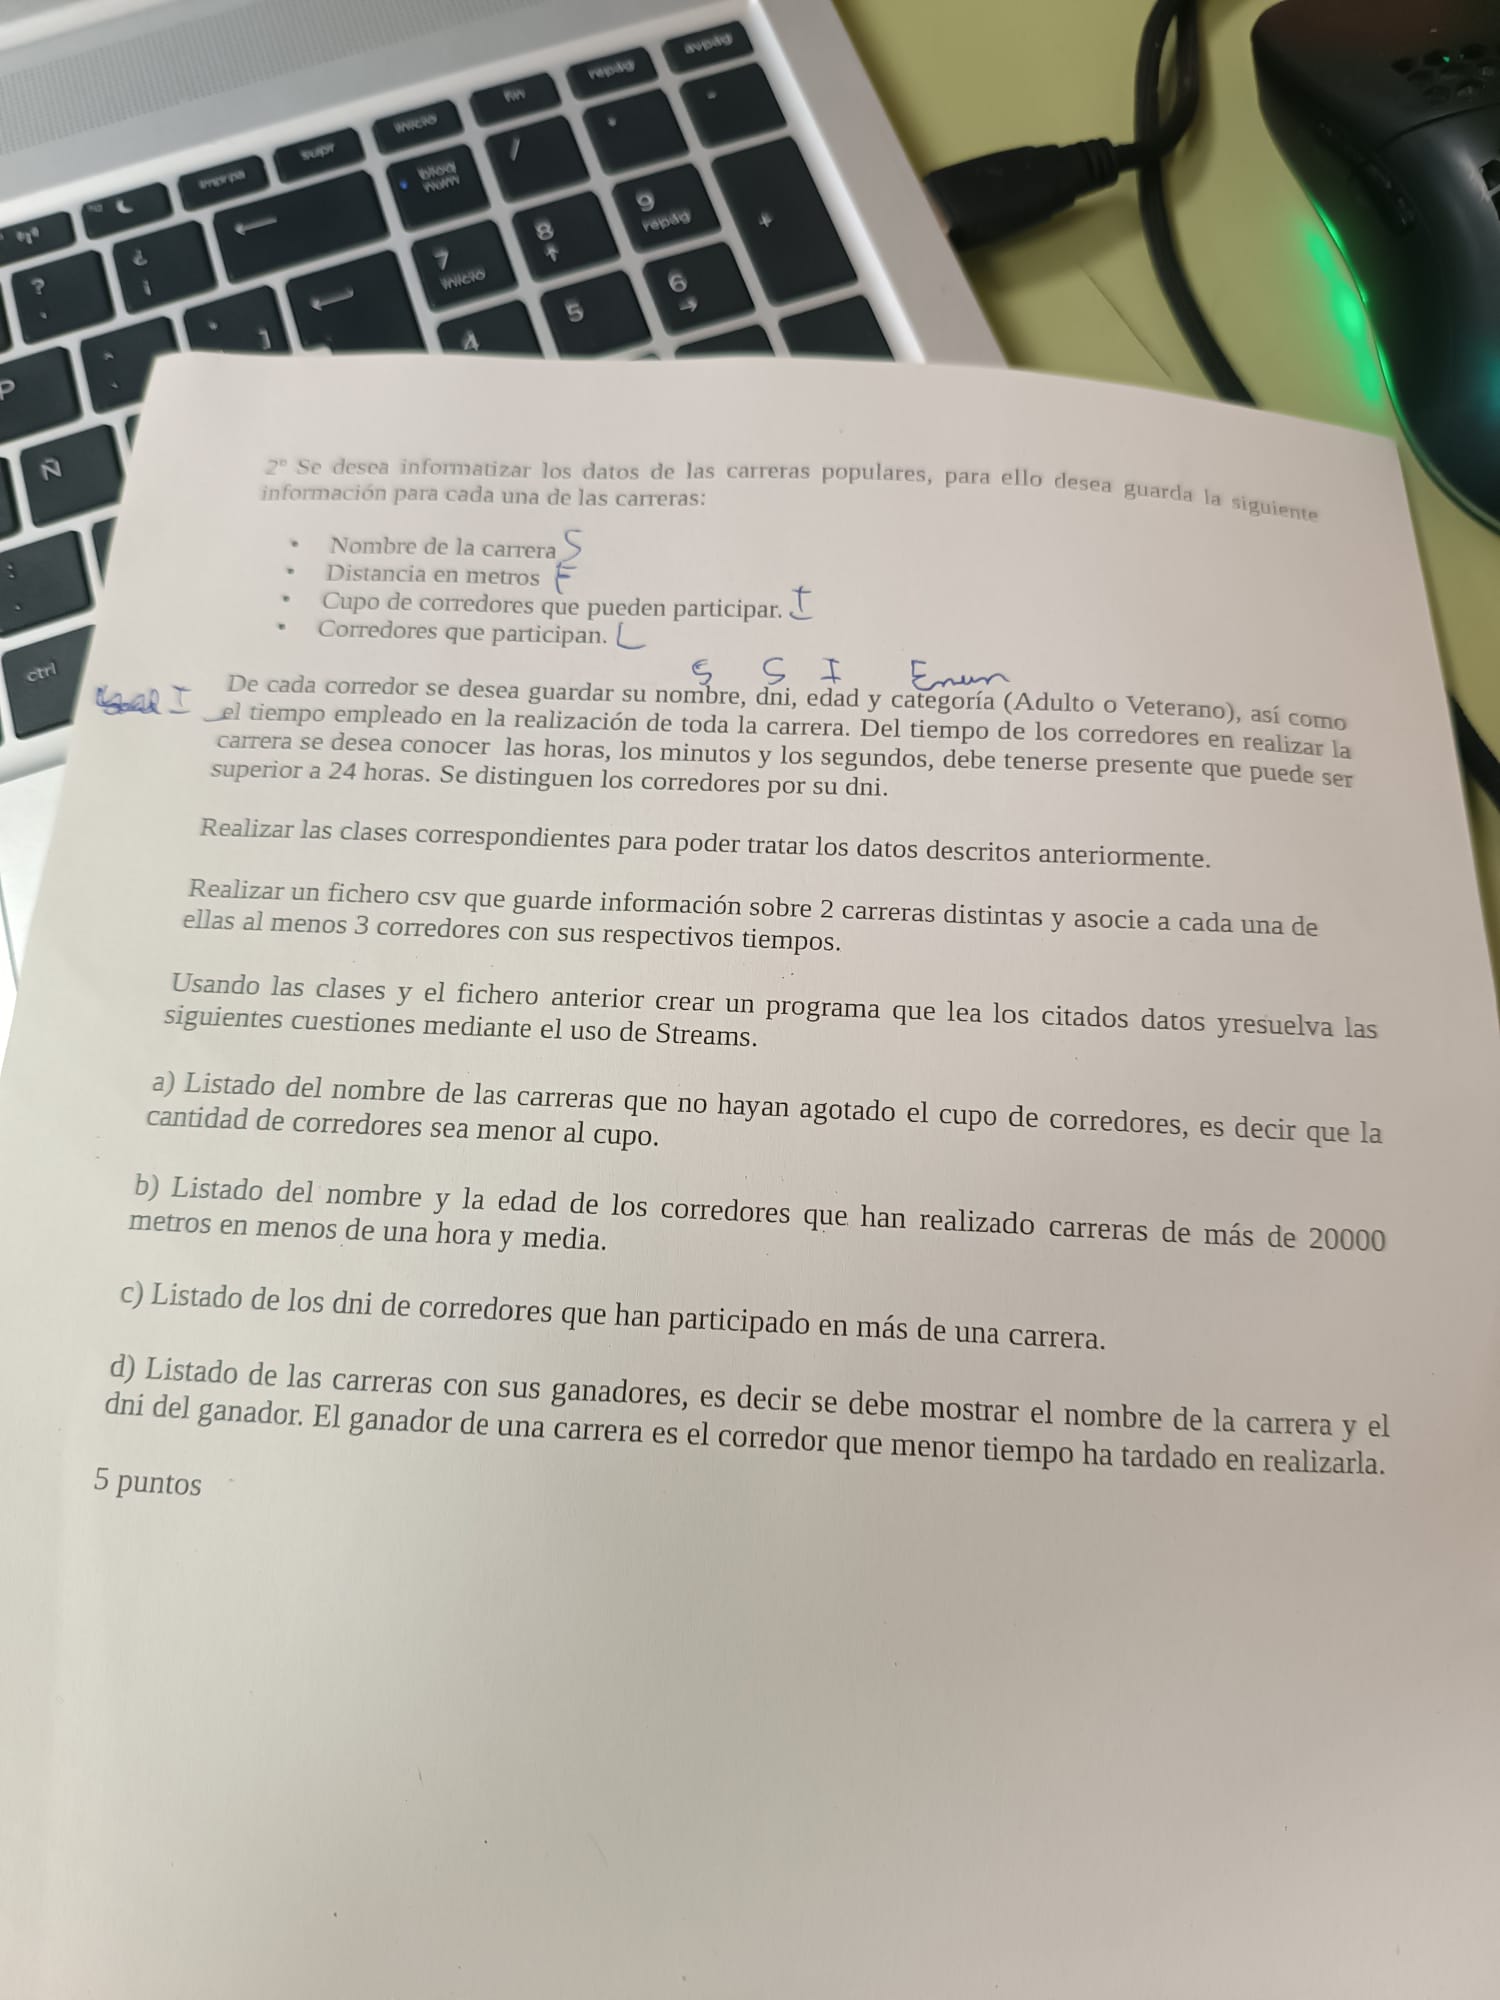 avpág
repág
fin
inicio
supr
impr pa
/
*
-
bloq
num
7
inicio
8
9
repág
+
?
¿
¡
4
5
6
P
Ñ
ctrl
2º Se desea informatizar los datos de las carreras populares, para ello desea guarda la siguiente
información para cada una de las carreras:
• Nombre de la carrera S
• Distancia en metros F
• Cupo de corredores que pueden participar. I
• Corredores que participan. L
S S I Enum
De cada corredor se desea guardar su nombre, dni, edad y categoría (Adulto o Veterano), así como
I el tiempo empleado en la realización de toda la carrera. Del tiempo de los corredores en realizar la
carrera se desea conocer las horas, los minutos y los segundos, debe tenerse presente que puede ser
superior a 24 horas. Se distinguen los corredores por su dni.
Realizar las clases correspondientes para poder tratar los datos descritos anteriormente.
Realizar un fichero csv que guarde información sobre 2 carreras distintas y asocie a cada una de
ellas al menos 3 corredores con sus respectivos tiempos.
Usando las clases y el fichero anterior crear un programa que lea los citados datos yresuelva las
siguientes cuestiones mediante el uso de Streams.
a) Listado del nombre de las carreras que no hayan agotado el cupo de corredores, es decir que la
cantidad de corredores sea menor al cupo.
b) Listado del nombre y la edad de los corredores que han realizado carreras de más de 20000
metros en menos de una hora y media.
c) Listado de los dni de corredores que han participado en más de una carrera.
d) Listado de las carreras con sus ganadores, es decir se debe mostrar el nombre de la carrera y el
dni del ganador. El ganador de una carrera es el corredor que menor tiempo ha tardado en realizarla.
5 puntos